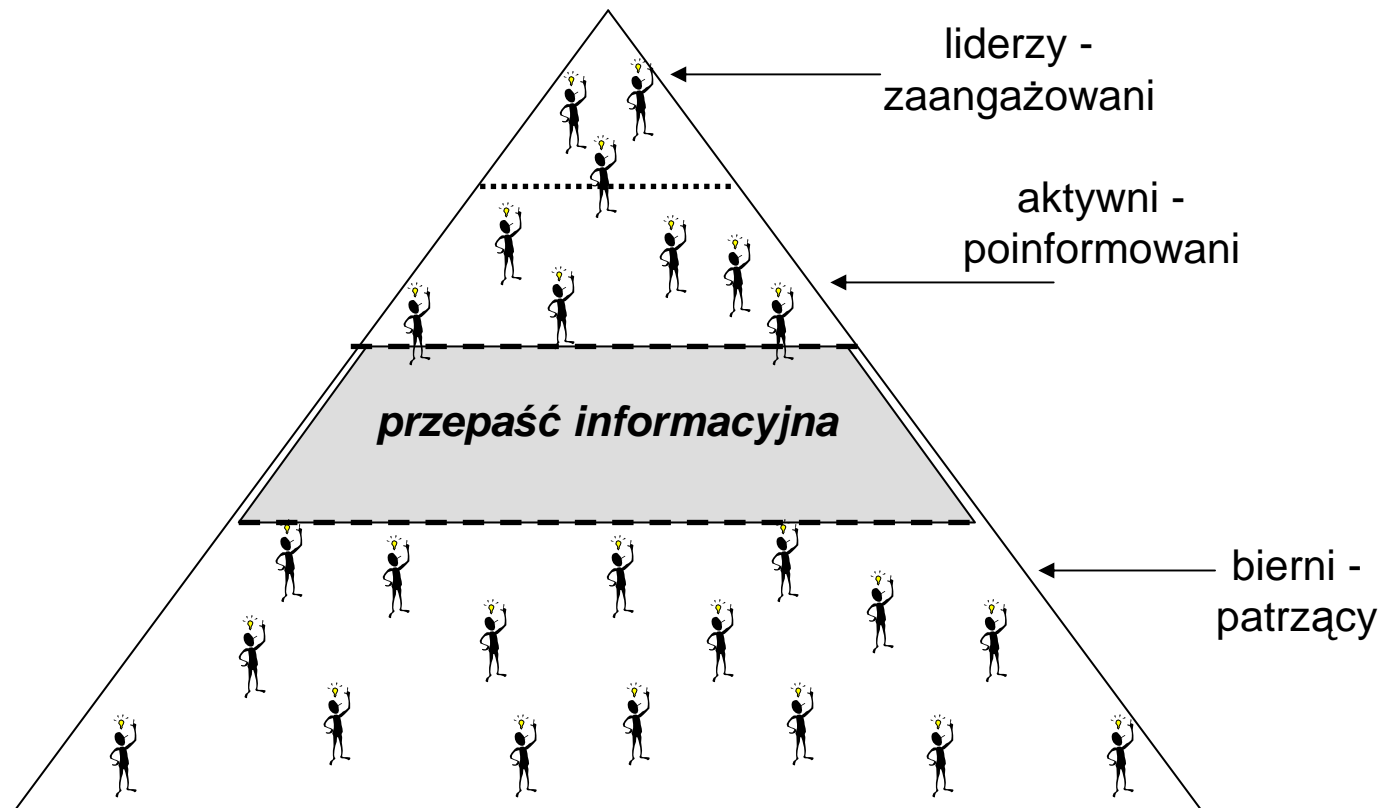 liderzy -
zaangażowani
aktywni -
poinformowani
przepaść informacyjna
bierni -
patrzący